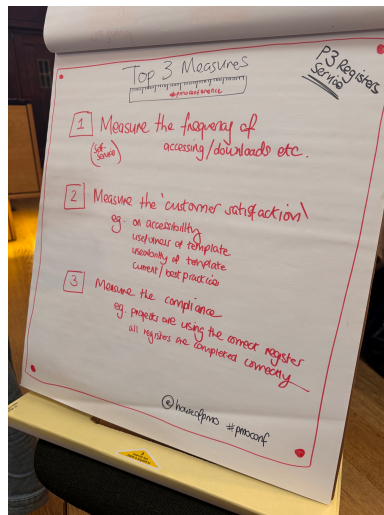 P3 Registers
Service
Top 3 Measures
#pmoconference
1 Measure the frequency of
(Self-Service) accessing/downloads etc.
2 Measure the 'customer satisfaction'
eg. on accessibility
usefulness of template
useability of template
current/best practices
3 Measure the compliance
eg. projects are using the correct register
all registers are completed correctly
@houseofpmo #pmoconf